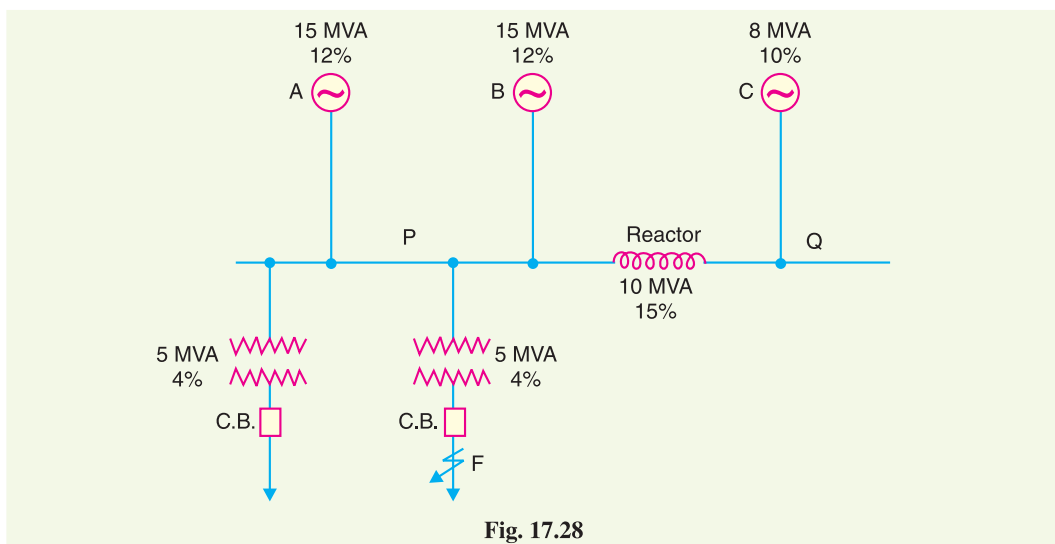 15 MVA
12%
A
15 MVA
12%
B
8 MVA
10%
C
P
Reactor
Q
10 MVA
15%
5 MVA
4%
5 MVA
4%
C.B.
C.B.
F
Fig. 17.28